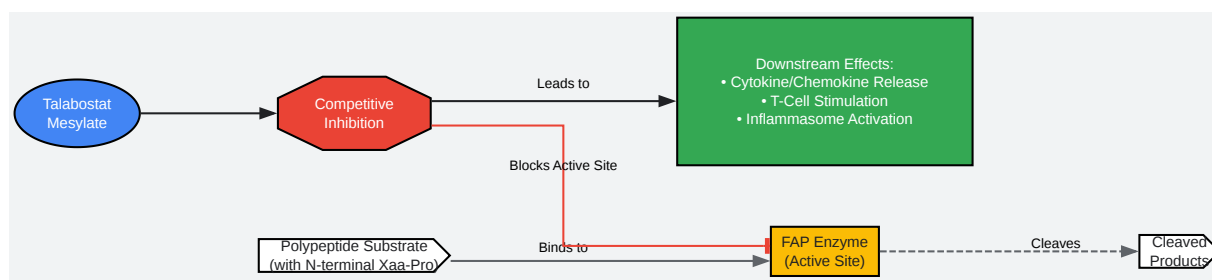 Talabostat
Mesylate
Competitive
Inhibition
Leads to
Downstream Effects:
• Cytokine/Chemokine Release
• T-Cell Stimulation
• Inflammasome Activation
Blocks Active Site
Polypeptide Substrate
(with N-terminal Xaa-Pro)
Binds to
FAP Enzyme
(Active Site)
Cleaves
Cleaved
Products